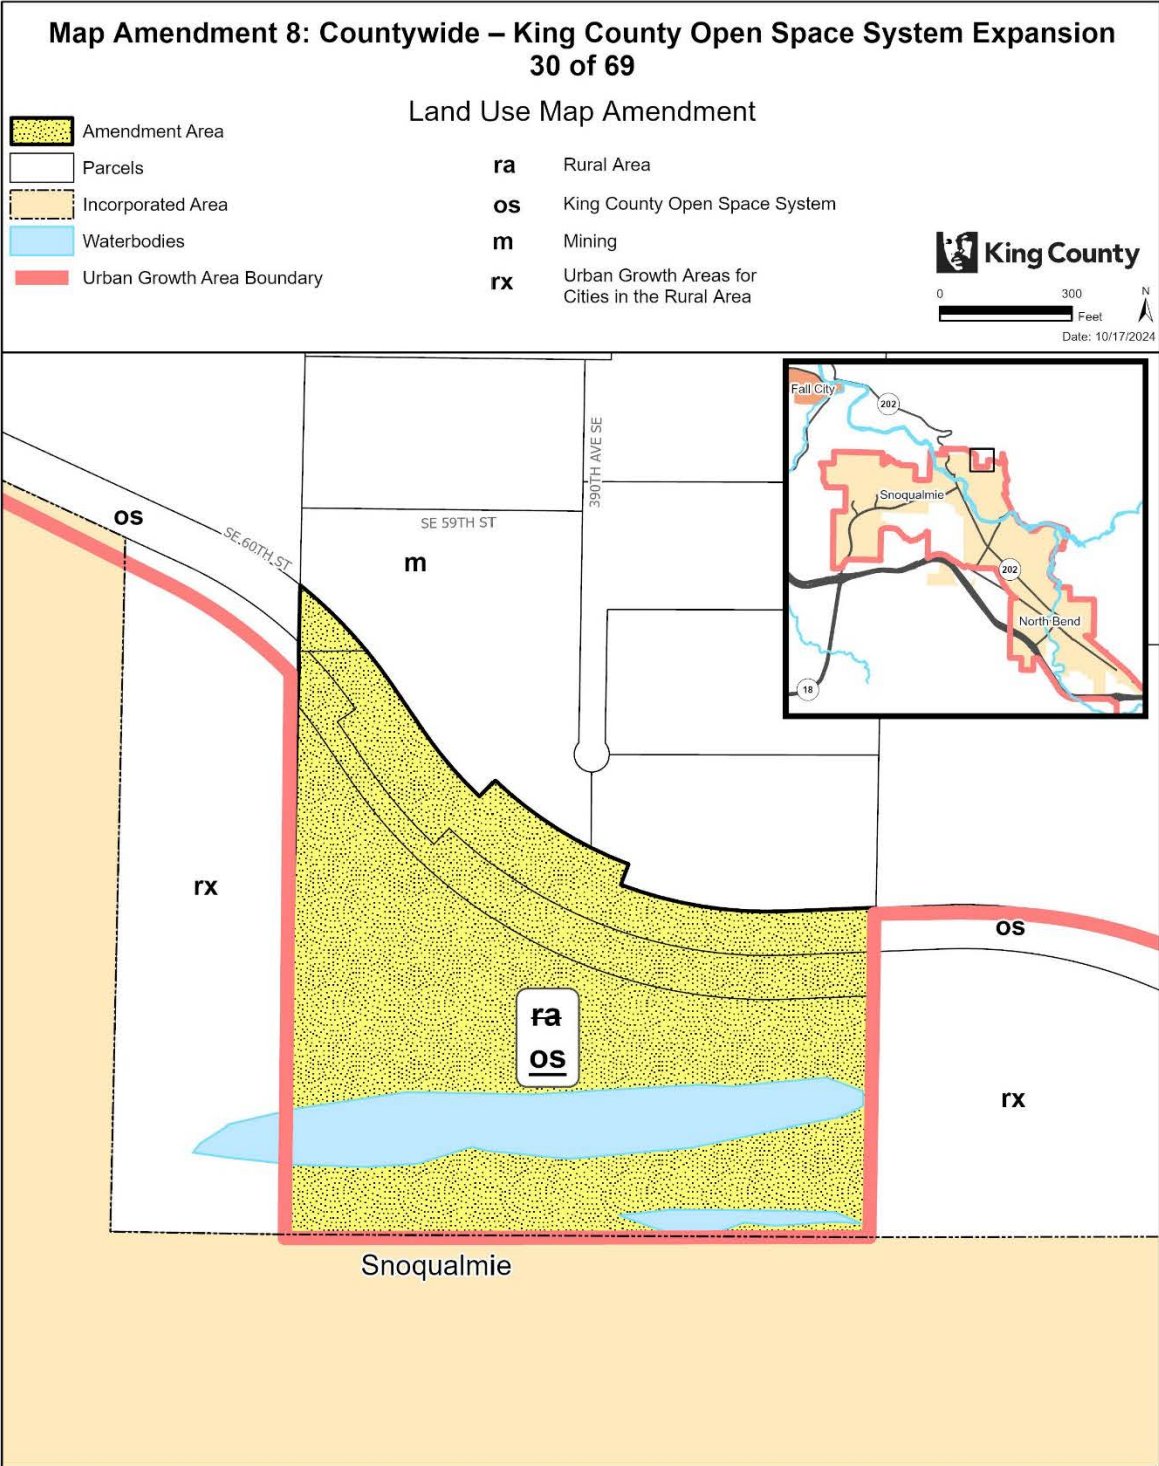 Map Amendment 8: Countywide – King County Open Space System Expansion
30 of 69
Land Use Map Amendment
Amendment Area
Parcels
Incorporated Area
Waterbodies
Urban Growth Area Boundary
ra Rural Area
os King County Open Space System
m Mining
rx Urban Growth Areas for
Cities in the Rural Area
King County
0 300
Feet
N
Date: 10/17/2024
Fall City
202
Snoqualmie
202
North Bend
18
390TH AVE SE
os
SE 60TH ST
SE 59TH ST
m
rx
os
ra
os
rx
Snoqualmie